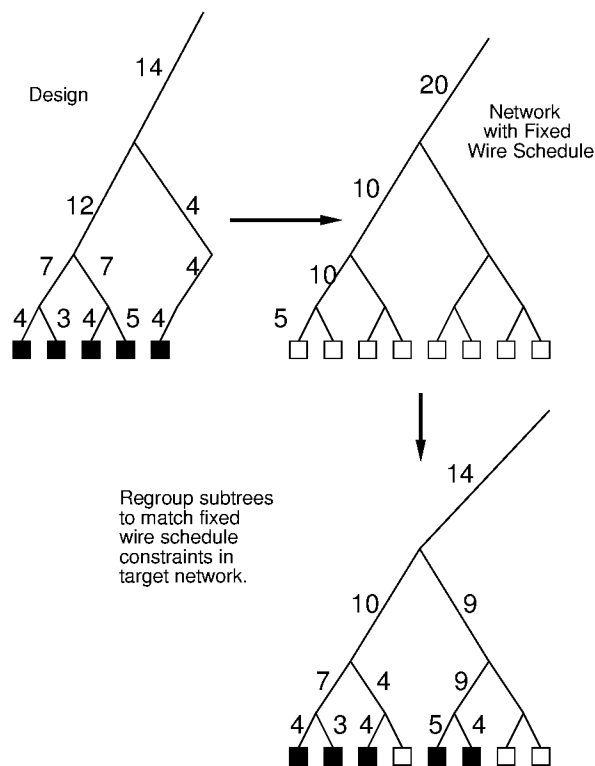 14
Design
20
Network
with Fixed
Wire Schedule
12
4
10
7
7
4
10
4
3
4
5
4
5
14
Regroup subtrees
to match fixed
wire schedule
constraints in
target network.
10
9
7
4
9
4
3
4
5
4